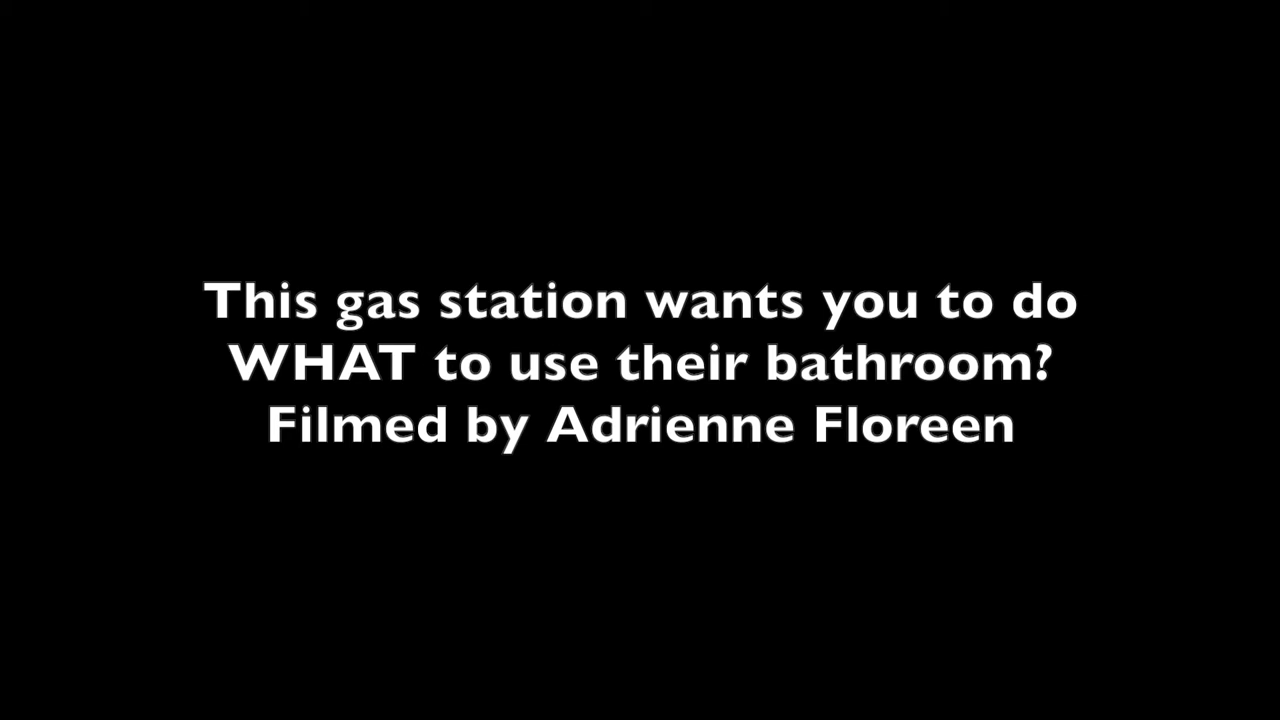 This gas station wants you to do
WHAT to use their bathroom?
Filmed by Adrienne Floreen